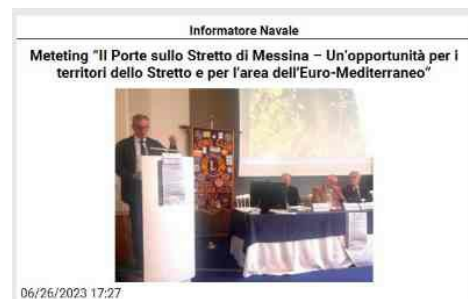 Informatore Navale
Meteting "Il Porte sullo Stretto di Messina – Un'opportunità per i
territori dello Stretto e per l'area dell'Euro-Mediterraneo"
06/26/2023 17:27